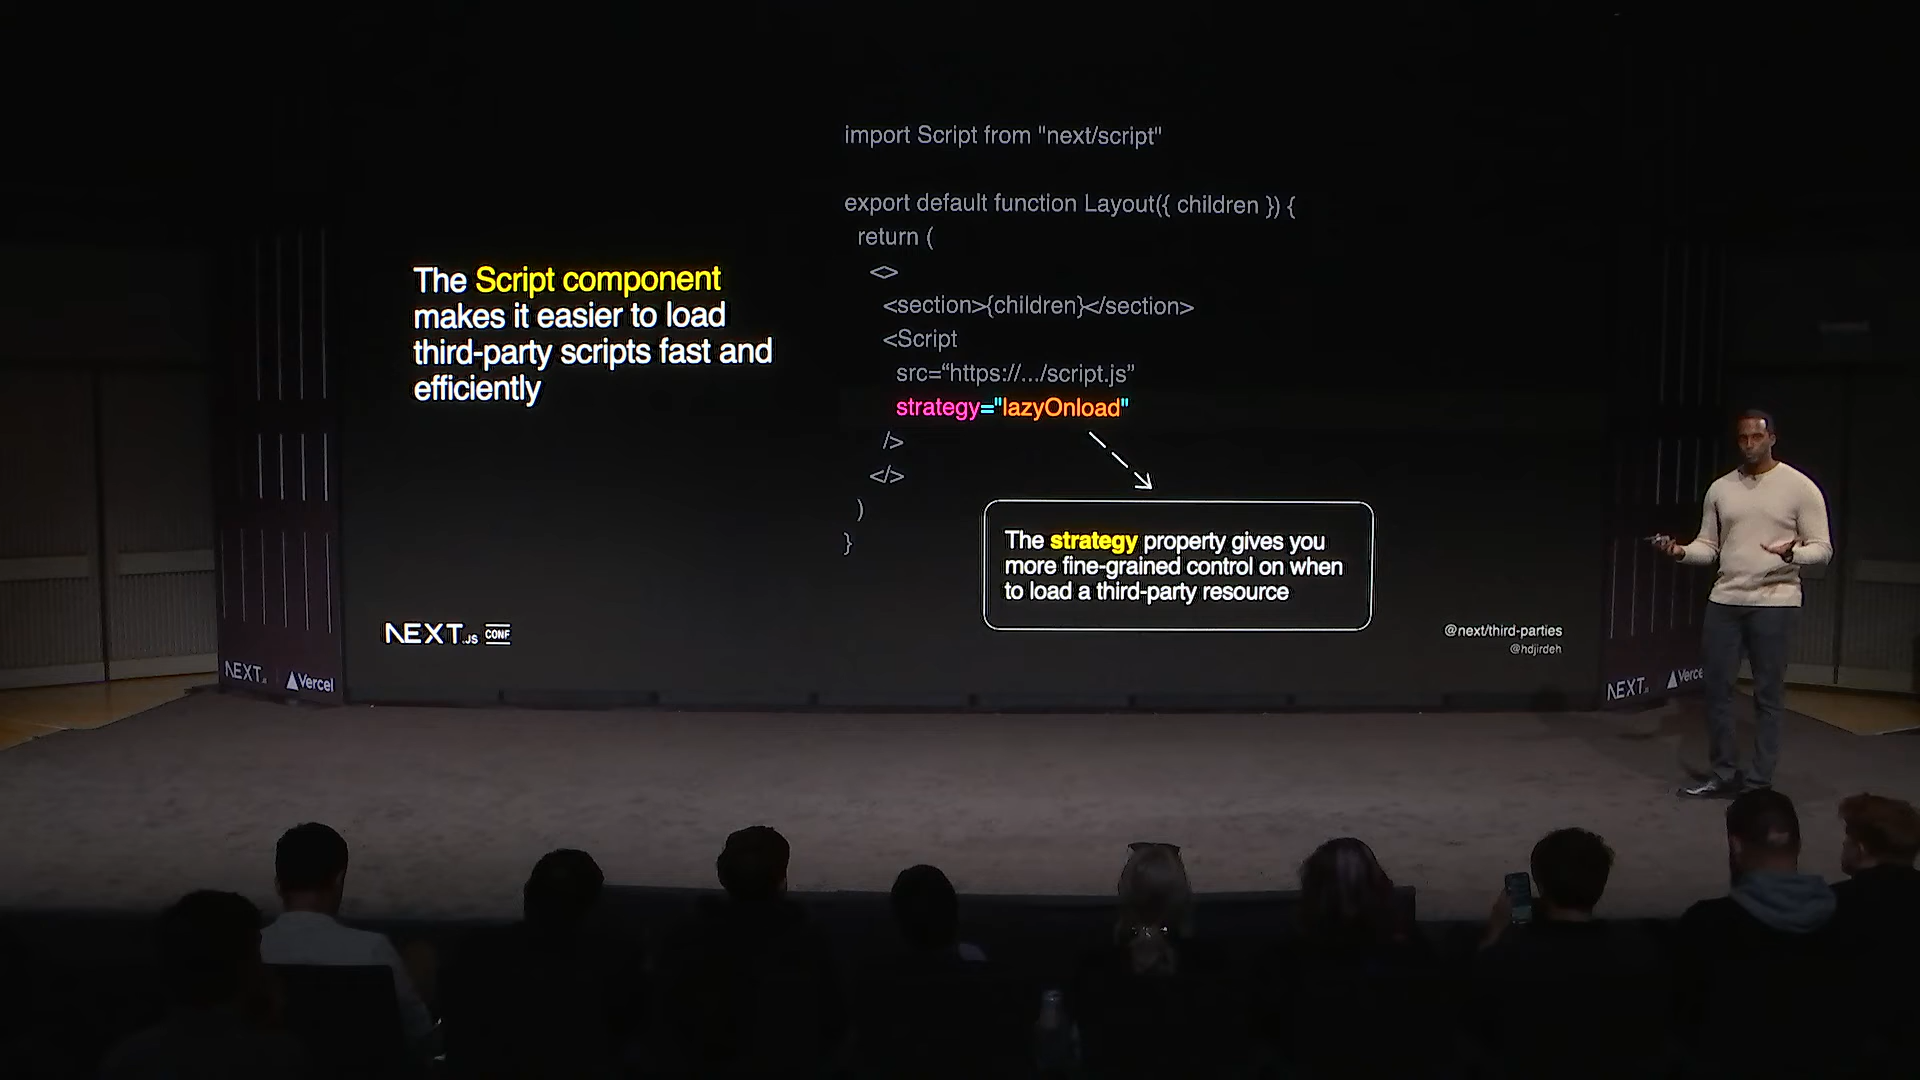 The Script component
makes it easier to load
third-party scripts fast and
efficiently
import Script from "next/script"
export default function Layout({ children }) {
return (
<>
<section>{children}</section>
<Script
src=“https://.../script.js”
strategy="lazyOnload"
/>
</>
)
}
The strategy property gives you
more fine-grained control on when
to load a third-party resource
NEXT.JS CONF
@next/third-parties
@hdjirdeh
NEXT.JS Vercel
NEXT.JS Verce